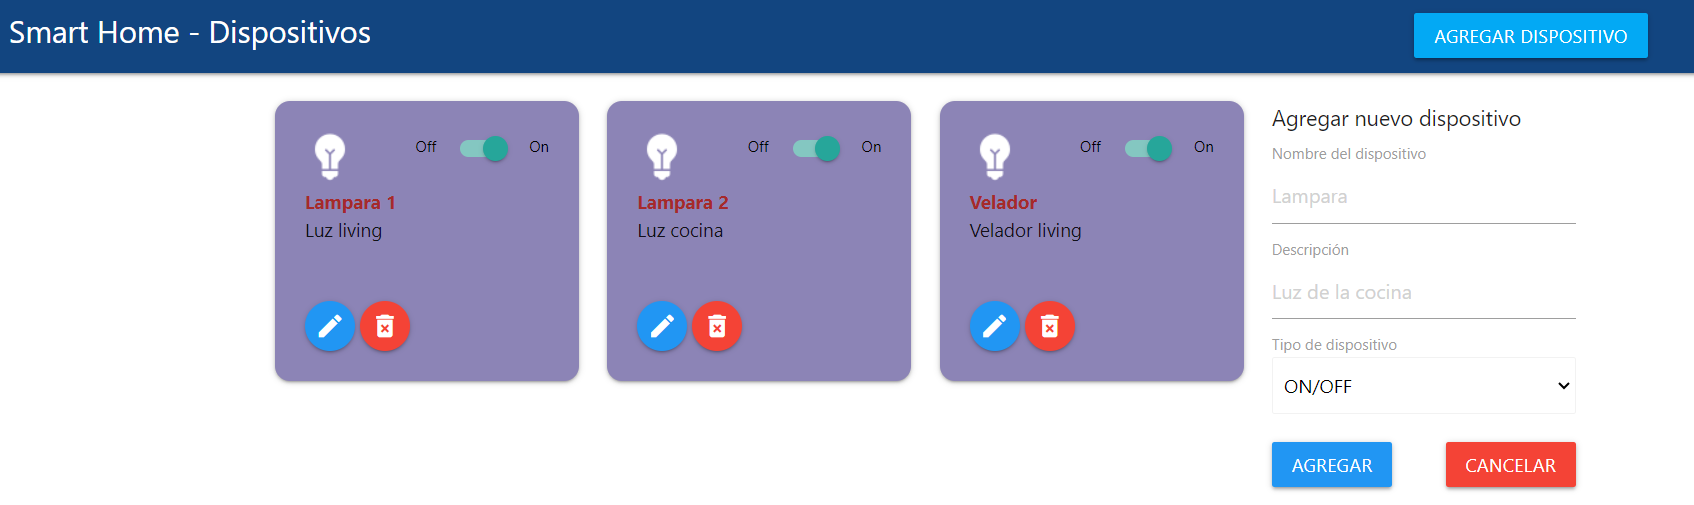 Smart Home - Dispositivos
AGREGAR DISPOSITIVO
Off On
Lampara 1
Luz living
Off On
Lampara 2
Luz cocina
Off On
Velador
Velador living
Agregar nuevo dispositivo
Nombre del dispositivo
Lampara
Descripción
Luz de la cocina
Tipo de dispositivo
ON/OFF
AGREGAR
CANCELAR